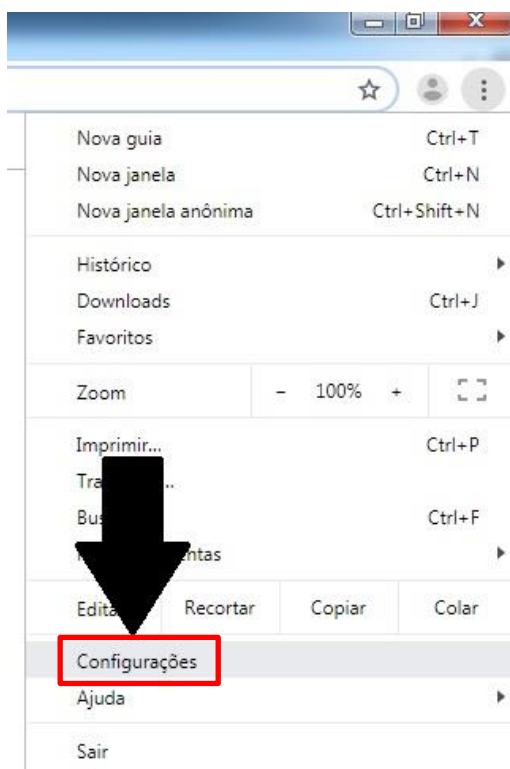 Nova guia Ctrl+T
Nova janela Ctrl+N
Nova janela anônima Ctrl+Shift+N
Histórico
Downloads Ctrl+J
Favoritos
Zoom - 100% +
Imprimir... Ctrl+P
Ctrl+F
Recortar Copiar Colar
Configurações
Ajuda
Sair